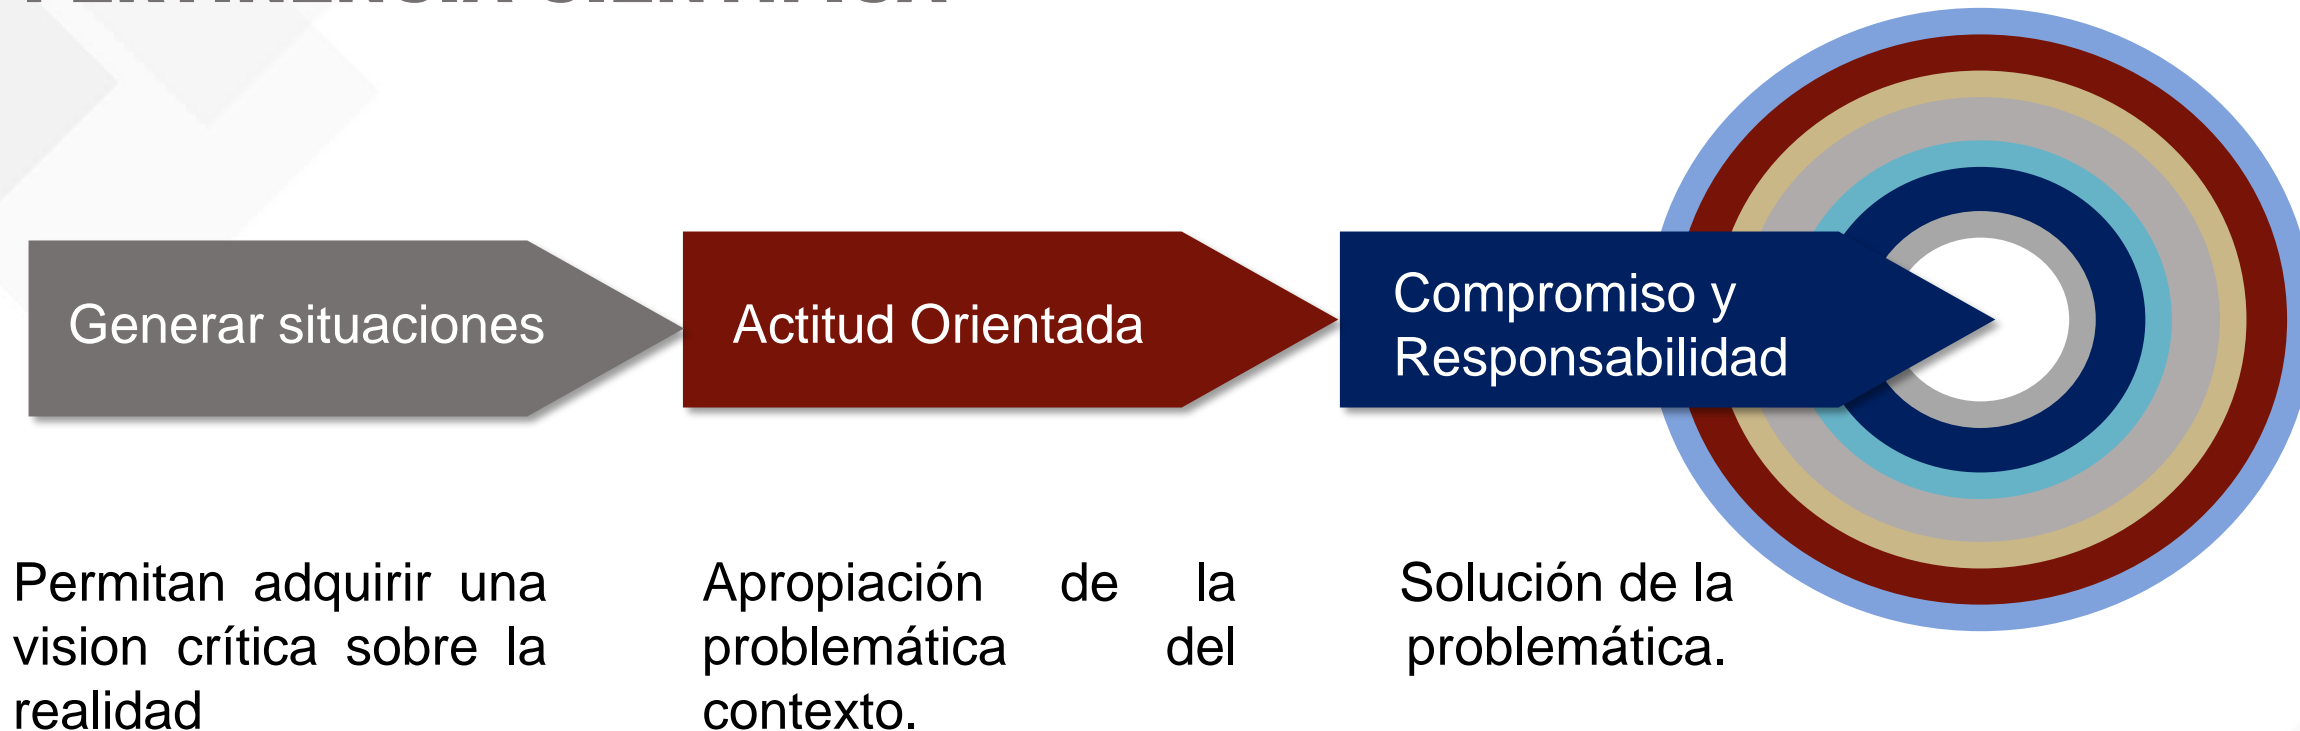 Generar situaciones
Actitud Orientada
Compromiso y
Responsabilidad
Permitan adquirir una
vision crítica sobre la
realidad
Apropiación de la
problemática del
contexto.
Solución de la
problemática.